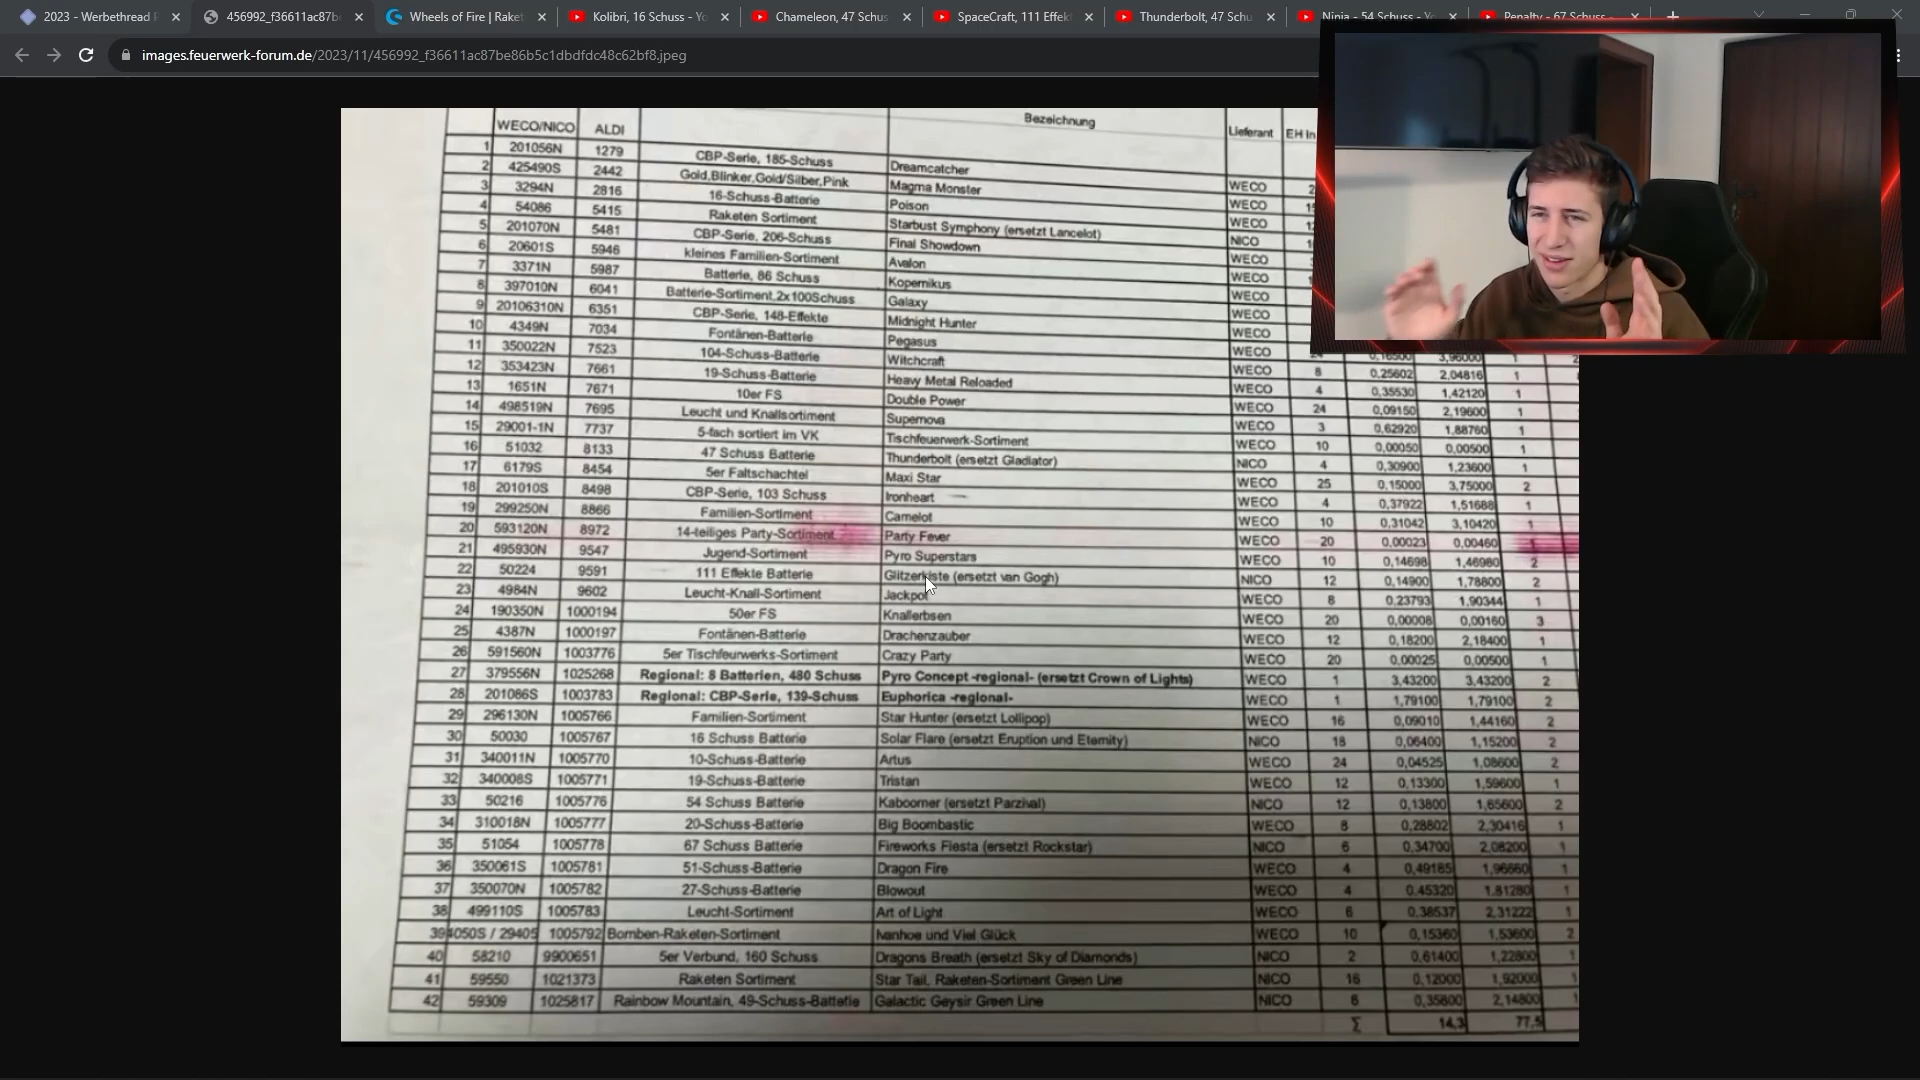 2023 - Werbethread
456992_f36611ac87b
Wheels of Fire | Raket
Kolibri, 16 Schuss - Yo
Chameleon, 47 Schus
SpaceCraft, 111 Effek
Thunderbolt, 47 Schu
Ninja - 54 Schuss - Yo
Penalty - 67 Schuss
images.feuerwerk-forum.de/2023/11/456992_f36611ac87be86b5c1dbdfdc48c62bf8.jpeg
WECO/NICO ALDI Bezeichnung Lieferant EH in
1 201056N 1279 CBP-Serie, 185-Schuss Dreamcatcher WECO
2 425490S 2442 Gold,Blinker,Gold/Silber,Pink Magma Monster WECO
3 3294N 2816 16-Schuss-Batterie Poison WECO
4 54086 5415 Raketen Sortiment Starbust Symphony (ersetzt Lancelot) NICO
5 201070N 5481 CBP-Serie, 206-Schuss Final Showdown WECO
6 20601S 5946 kleines Familien-Sortiment Avalon WECO
7 3371N 5987 Batterie, 86 Schuss Kopernikus WECO
8 397010N 6041 Batterie-Sortiment,2x100Schuss Galaxy WECO
9 20106310N 6351 CBP-Serie, 148-Effekte Midnight Hunter WECO
10 4349N 7034 Fontänen-Batterie Pegasus WECO 24 0,16500 3,96000 1
11 350022N 7523 104-Schuss-Batterie Witchcraft WECO 8 0,25602 2,04816 1
12 353423N 7661 19-Schuss-Batterie Heavy Metal Reloaded WECO 4 0,35530 1,42120 1
13 1651N 7671 10er FS Double Power WECO 24 0,09150 2,19600 1
14 498519N 7695 Leucht und Knallsortiment Supernova WECO 3 0,62920 1,88760 1
15 29001-1N 7737 5-fach sortiert im VK Tischfeuerwerk-Sortiment WECO 10 0,00050 0,00500 1
16 51032 8133 47 Schuss Batterie Thunderbolt (ersetzt Gladiator) NICO 4 0,30900 1,23600 1
17 6179S 8454 5er Faltschachtel Maxi Star WECO 25 0,15000 3,75000 2
18 201010S 8498 CBP-Serie, 103 Schuss Ironheart WECO 4 0,37922 1,51688 1
19 299250N 8866 Familien-Sortiment Camelot WECO 10 0,31042 3,10420 1
20 593120N 8972 14-teiliges Party-Sortiment Party Fever WECO 20 0,00023 0,00460 1
21 495930N 9547 Jugend-Sortiment Pyro Superstars WECO 10 0,14698 1,46980 2
22 50224 9591 111 Effekte Batterie Glitzerkiste (ersetzt van Gogh) NICO 12 0,14900 1,78800 2
23 4984N 9602 Leucht-Knall-Sortiment Jackpot WECO 8 0,23793 1,90344 1
24 190350N 1000194 50er FS Knallerbsen WECO 20 0,00008 0,00160 3
25 4387N 1000197 Fontänen-Batterie Drachenzauber WECO 12 0,18200 2,18400 1
26 591560N 1003776 5er Tischfeurwerks-Sortiment Crazy Party WECO 20 0,00025 0,00500 1
27 379556N 1025268 Regional: 8 Batterien, 480 Schuss Pyro Concept -regional- (ersetzt Crown of Lights) WECO 1 3,43200 3,43200 2
28 201086S 1003783 Regional: CBP-Serie, 139-Schuss Euphorica -regional- WECO 1 1,79100 1,79100 2
29 296130N 1005766 Familien-Sortiment Star Hunter (ersetzt Lollipop) WECO 16 0,09010 1,44160 2
30 50030 1005767 16 Schuss Batterie Solar Flare (ersetzt Eruption und Eternity) NICO 18 0,06400 1,15200 2
31 340011N 1005770 10-Schuss-Batterie Artus WECO 24 0,04525 1,08600 2
32 340008S 1005771 19-Schuss-Batterie Tristan WECO 12 0,13300 1,59600 1
33 50216 1005776 54 Schuss Batterie Kaboomer (ersetzt Parzival) NICO 12 0,13800 1,65600 2
34 310018N 1005777 20-Schuss-Batterie Big Boombastic WECO 8 0,28802 2,30416 1
35 51054 1005778 67 Schuss Batterie Fireworks Fiesta (ersetzt Rockstar) NICO 6 0,34700 2,08200 1
36 350061S 1005781 51-Schuss-Batterie Dragon Fire WECO 4 0,49165 1,96660 1
37 350070N 1005782 27-Schuss-Batterie Blowout WECO 4 0,45320 1,81280 1
38 499110S 1005783 Leucht-Sortiment Art of Light WECO 6 0,38537 2,31222 1
39 4050S / 29405 1005792 Bomben-Raketen-Sortiment Ivanhoe und Viel Glück WECO 10 0,15360 1,53600 2
40 58210 9900651 5er Verbund, 160 Schuss Dragons Breath (ersetzt Sky of Diamonds) NICO 2 0,61400 1,22800 1
41 59550 1021373 Raketen Sortiment Star Tail, Raketen-Sortiment Green Line NICO 16 0,12000 1,92000 1
42 59309 1025817 Rainbow Mountain, 49-Schuss-Battefie Galactic Geysir Green Line NICO 6 0,35800 2,14800 1
Σ 14,3 77,5